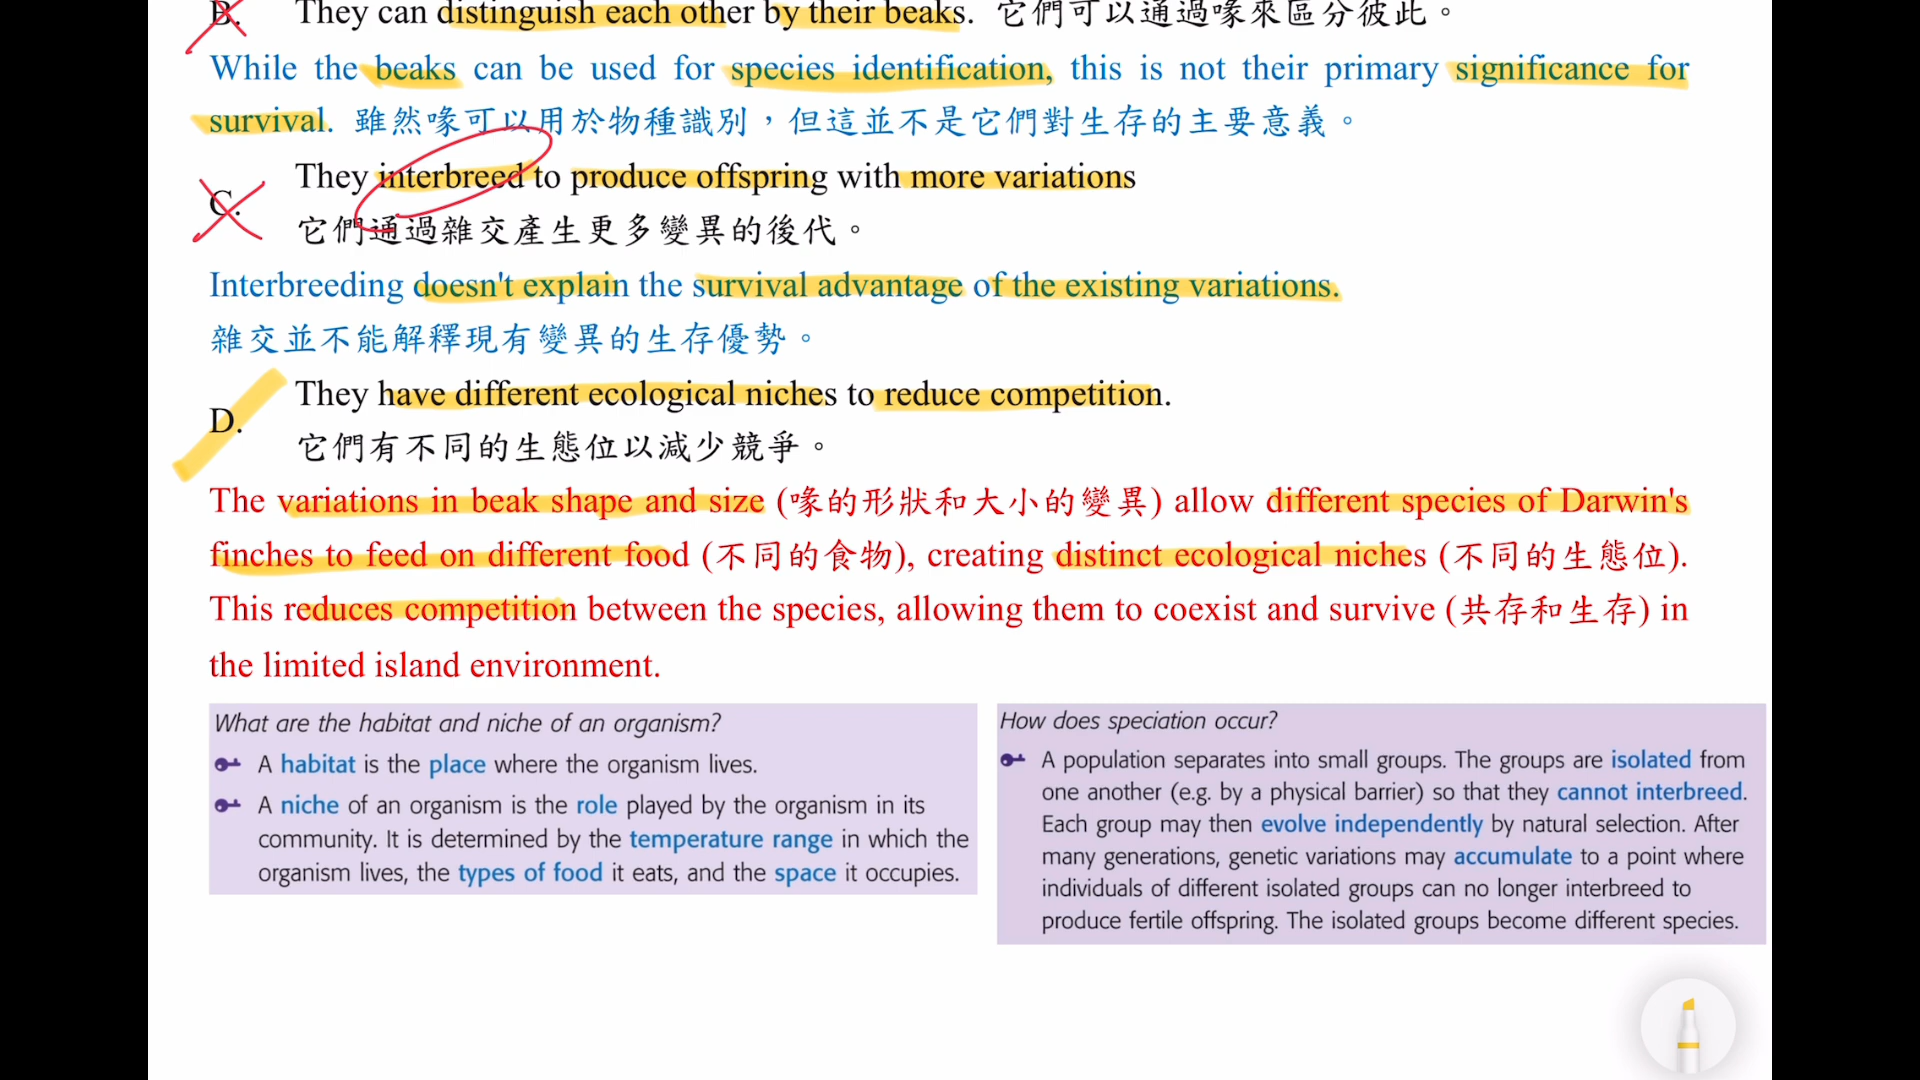 B. They can distinguish each other by their beaks. 它們可以通過喙來區分彼此。
While the beaks can be used for species identification, this is not their primary significance for
survival. 雖然喙可以用於物種識別，但這並不是它們對生存的主要意義。
They interbreed to produce offspring with more variations
C.
它們通過雜交產生更多變異的後代。
Interbreeding doesn't explain the survival advantage of the existing variations.
雜交並不能解釋現有變異的生存優勢。
They have different ecological niches to reduce competition.
D.
它們有不同的生態位以減少競爭。
The variations in beak shape and size (喙的形狀和大小的變異) allow different species of Darwin's
finches to feed on different food (不同的食物), creating distinct ecological niches (不同的生態位).
This reduces competition between the species, allowing them to coexist and survive (共存和生存) in
the limited island environment.
What are the habitat and niche of an organism?
A habitat is the place where the organism lives.
A niche of an organism is the role played by the organism in its
community. It is determined by the temperature range in which the
organism lives, the types of food it eats, and the space it occupies.
How does speciation occur?
A population separates into small groups. The groups are isolated from
one another (e.g. by a physical barrier) so that they cannot interbreed.
Each group may then evolve independently by natural selection. After
many generations, genetic variations may accumulate to a point where
individuals of different isolated groups can no longer interbreed to
produce fertile offspring. The isolated groups become different species.